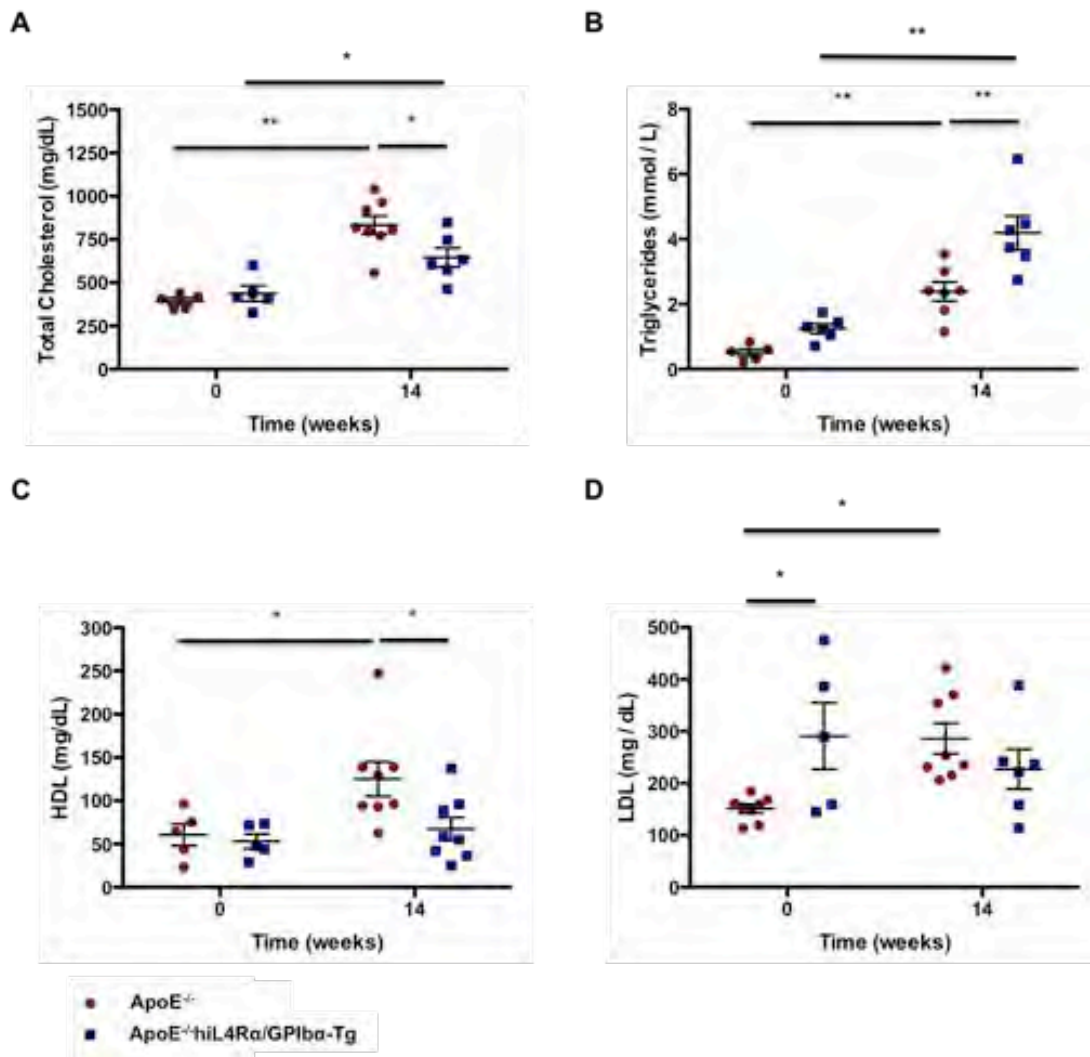 A
*
** *
1500
1250
1000
750
500
250
0
Total Cholesterol (mg/dL)
0 14
Time (weeks)
B
**
** **
8
6
4
2
0
Triglycerides (mmol / L)
0 14
Time (weeks)
C
* *
300
250
200
150
100
50
0
HDL (mg/dL)
0 14
Time (weeks)
D
*
*
500
400
300
200
100
0
LDL (mg / dL)
0 14
Time (weeks)
ApoE-/-
ApoE-/-hiL4Rα/GPIbα-Tg